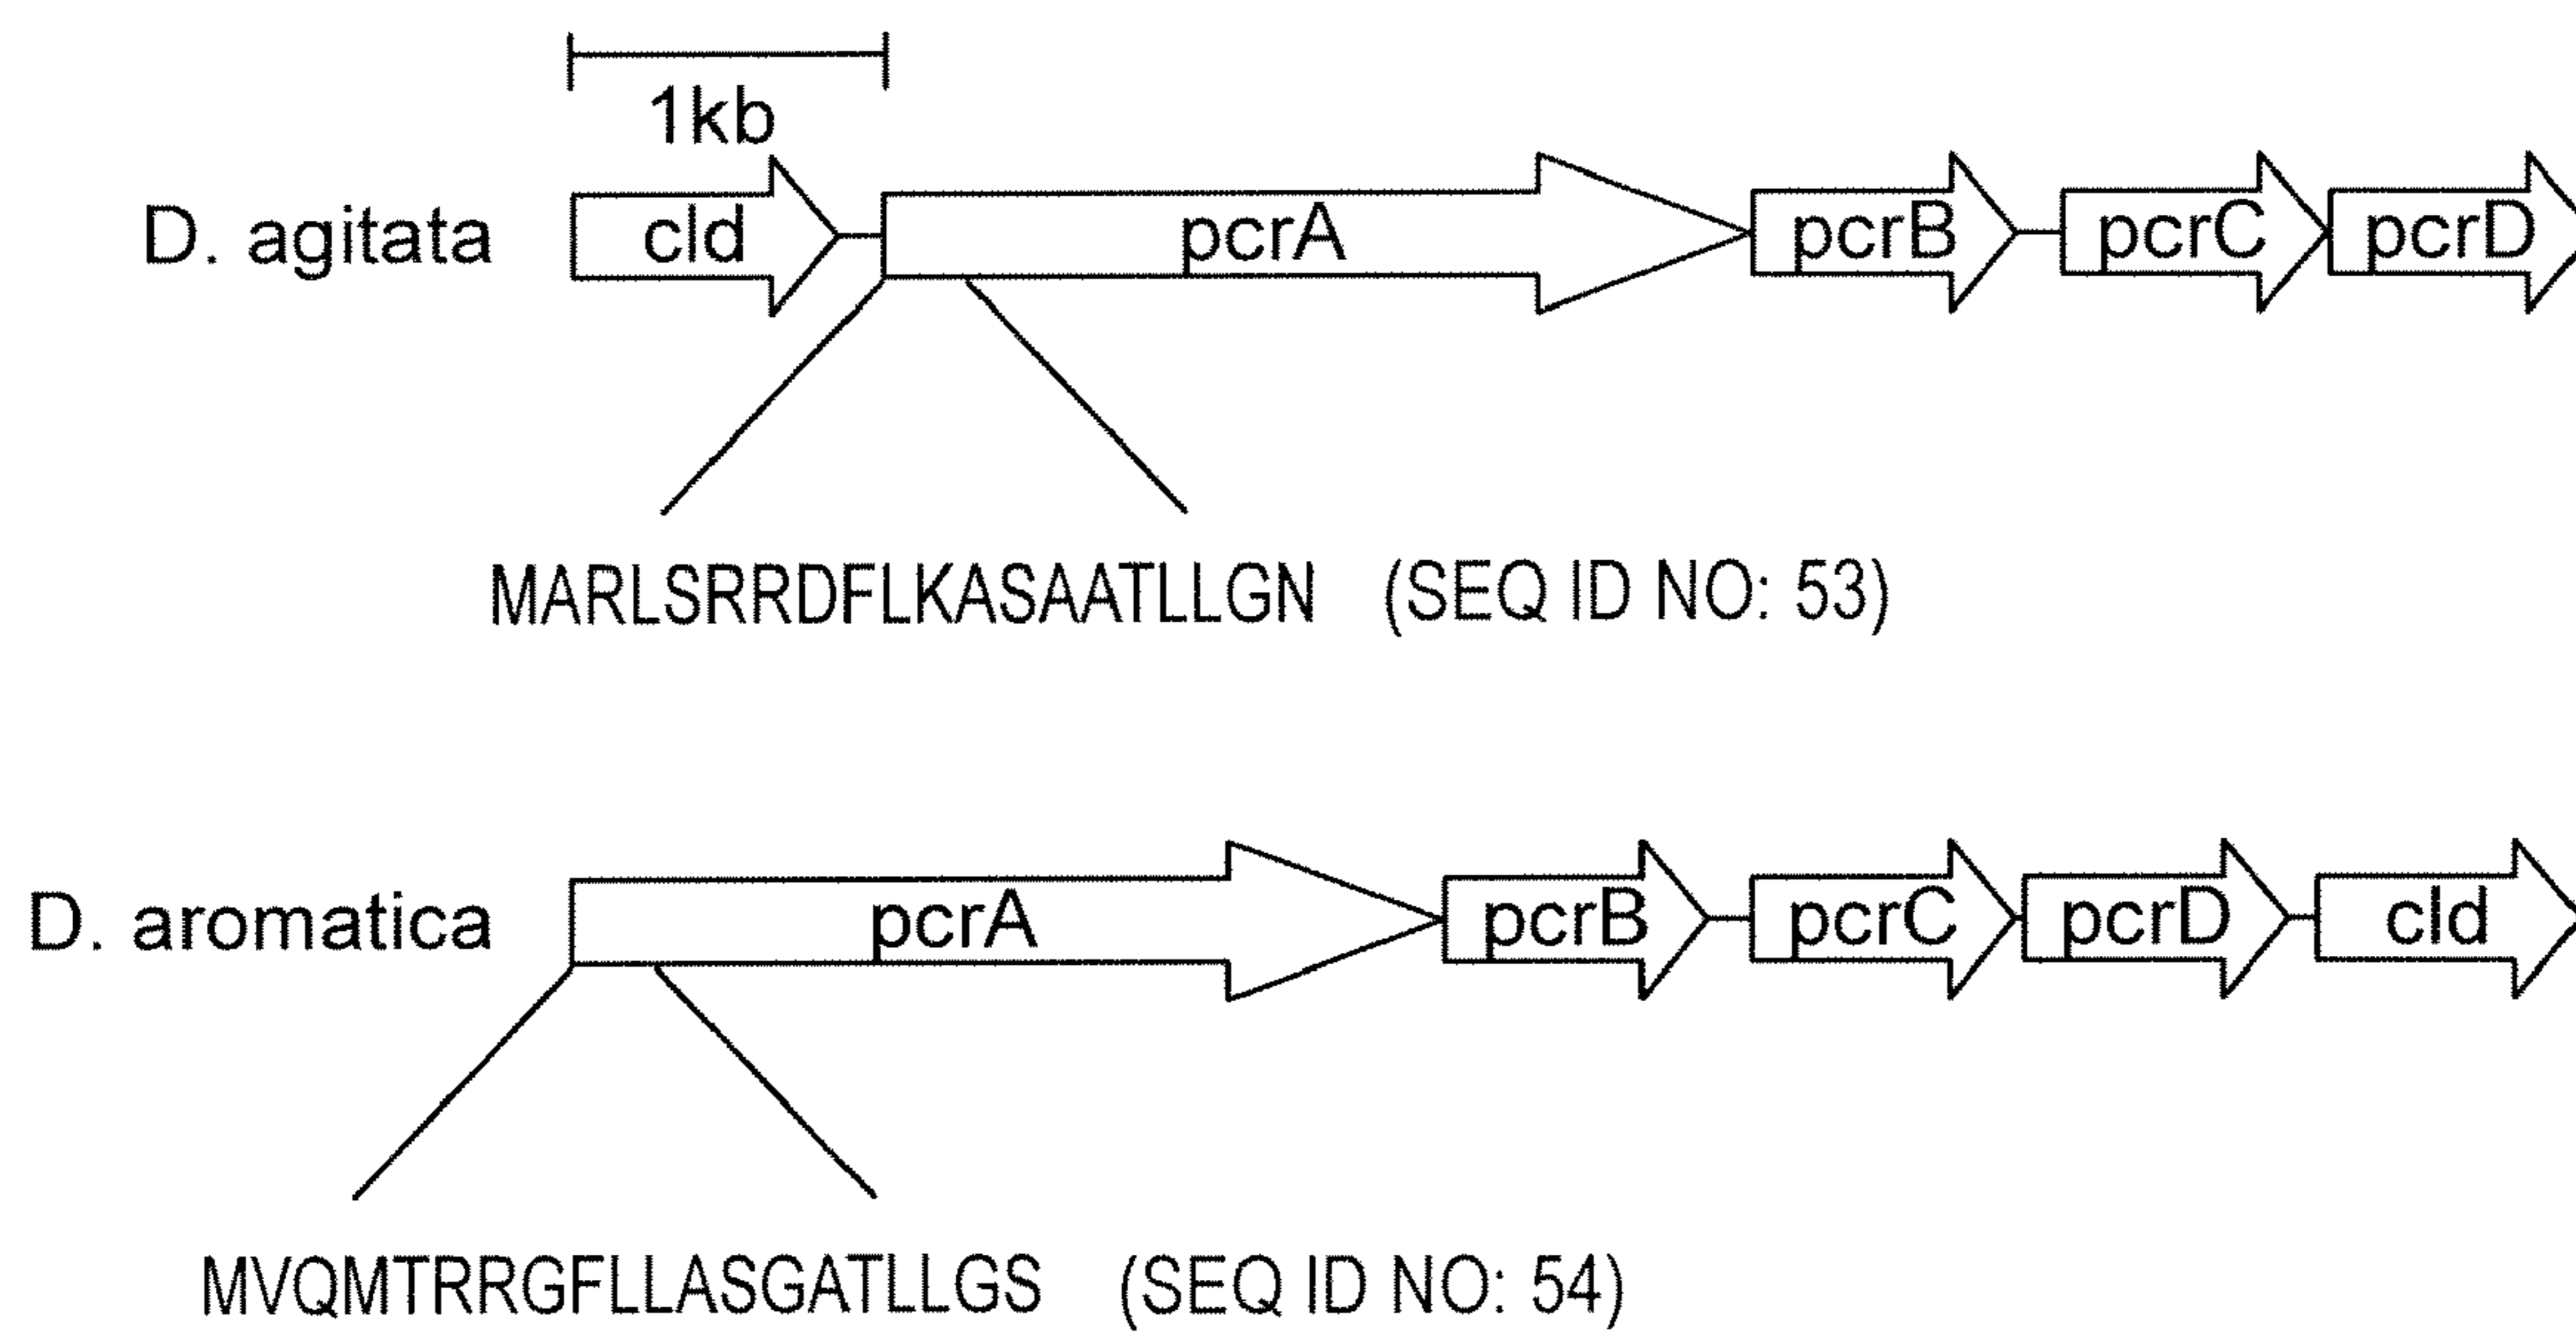 1kb
D. agitata cld pcrA pcrB pcrC pcrD
MARLSRRDFLKASAATLLGN (SEQ ID NO: 53)
D. aromatica pcrA pcrB pcrC pcrD cld
MVQMTRRGFLLASGATLLGS (SEQ ID NO: 54)